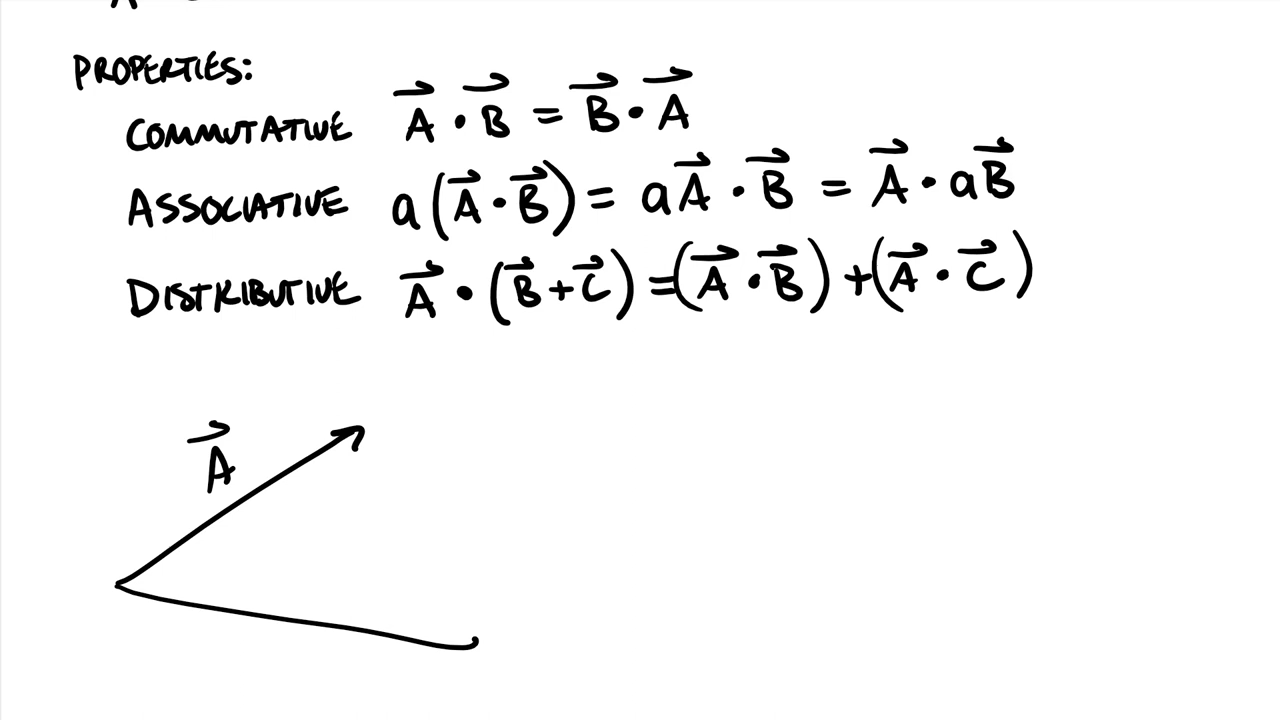 PROPERTIES:
COMMUTATIVE A⃗ · B⃗ = B⃗ · A⃗
ASSOCIATIVE a(A⃗ · B⃗) = aA⃗ · B⃗ = A⃗ · aB⃗
DISTRIBUTIVE A⃗ · (B⃗ + C⃗) = (A⃗ · B⃗) + (A⃗ · C⃗)
A⃗